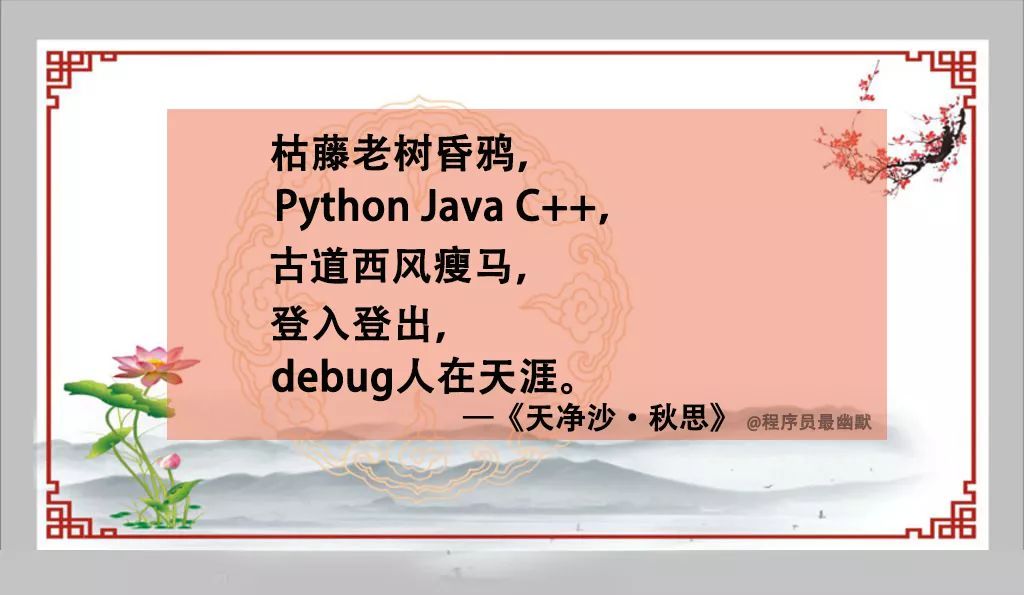 枯藤老树昏鸦,
Python Java C++,
古道西风瘦马,
登入登出,
debug人在天涯。
—《天净沙·秋思》 @程序员最幽默